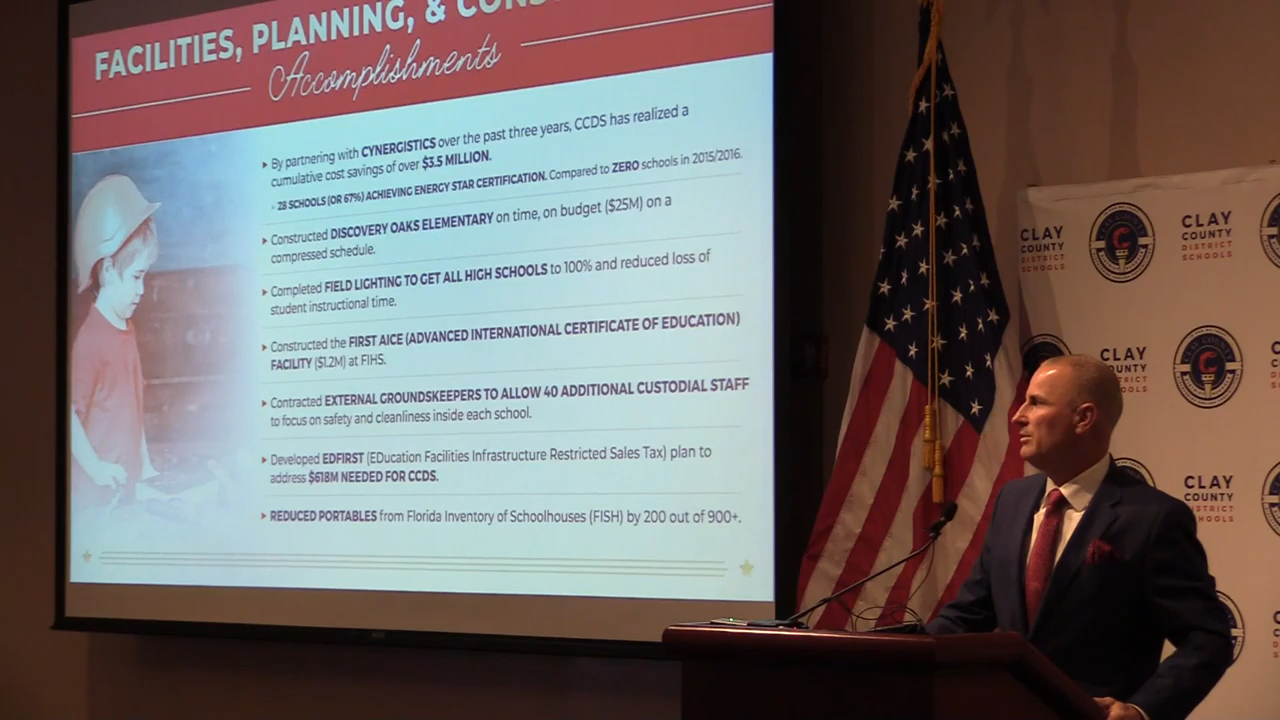 FACILITIES, PLANNING, &
Accomplishments
By partnering with CYNERGISTICS over the past three years, CCDS has realized a
cumulative cost savings of over $3.5 MILLION.
28 SCHOOLS (OR 67%) ACHIEVING ENERGY STAR CERTIFICATION. Compared to ZERO schools in 2015/2016.
Constructed DISCOVERY OAKS ELEMENTARY on time, on budget ($25M) on a
compressed schedule.
Completed FIELD LIGHTING TO GET ALL HIGH SCHOOLS to 100% and reduced loss of
student instructional time.
Constructed the FIRST AICE (ADVANCED INTERNATIONAL CERTIFICATE OF EDUCATION)
FACILITY ($1.2M) at FIHS.
Contracted EXTERNAL GROUNDSKEEPERS TO ALLOW 40 ADDITIONAL CUSTODIAL STAFF
to focus on safety and cleanliness inside each school.
Developed EDFIRST (EDucation Facilities Infrastructure Restricted Sales Tax) plan to
address $618M NEEDED FOR CCDS.
REDUCED PORTABLES from Florida Inventory of Schoolhouses (FISH) by 200 out of 900+.
CLAY
COUNTY
DISTRICT
SCHOOLS
CLAY
COUNTY
DISTRICT
SCHOOLS
CLAY
COUNTY
CLAY
COUNTY